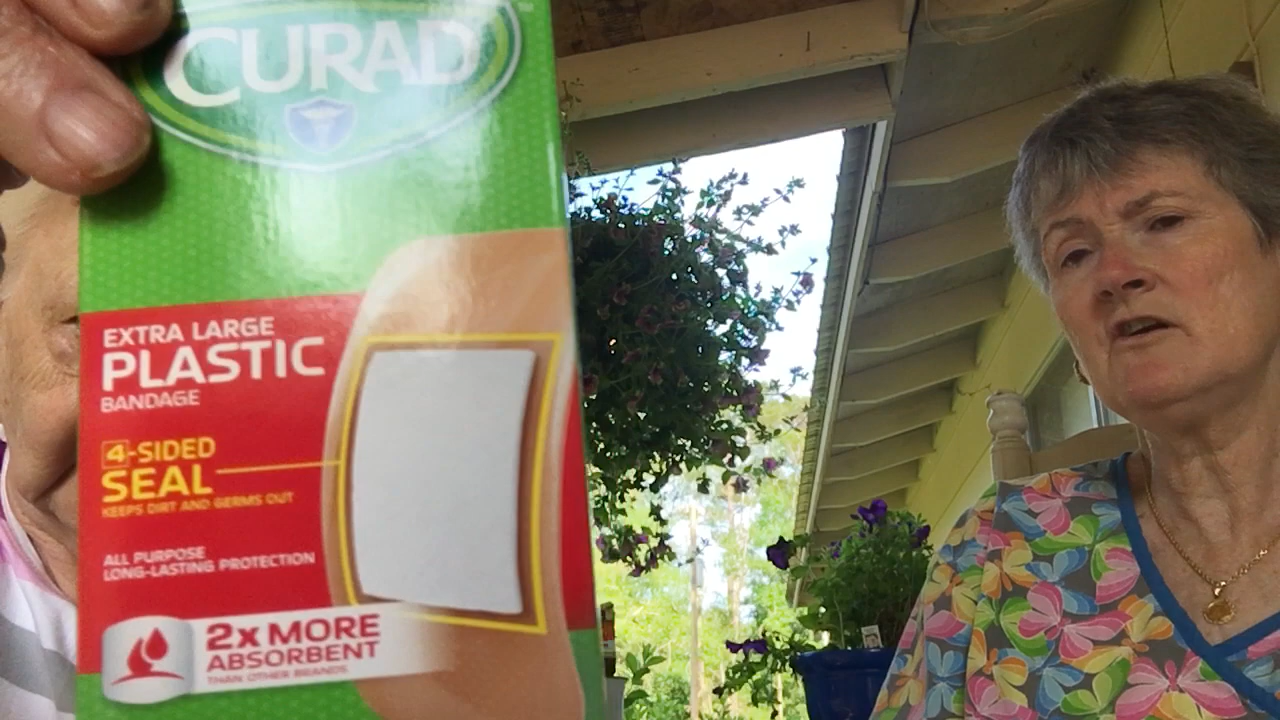 CURAD
EXTRA LARGE
PLASTIC
BANDAGE
4-SIDED
SEAL
KEEPS DIRT AND GERMS OUT
ALL PURPOSE
LONG-LASTING PROTECTION
2x MORE
ABSORBENT
THAN OTHER BRANDS